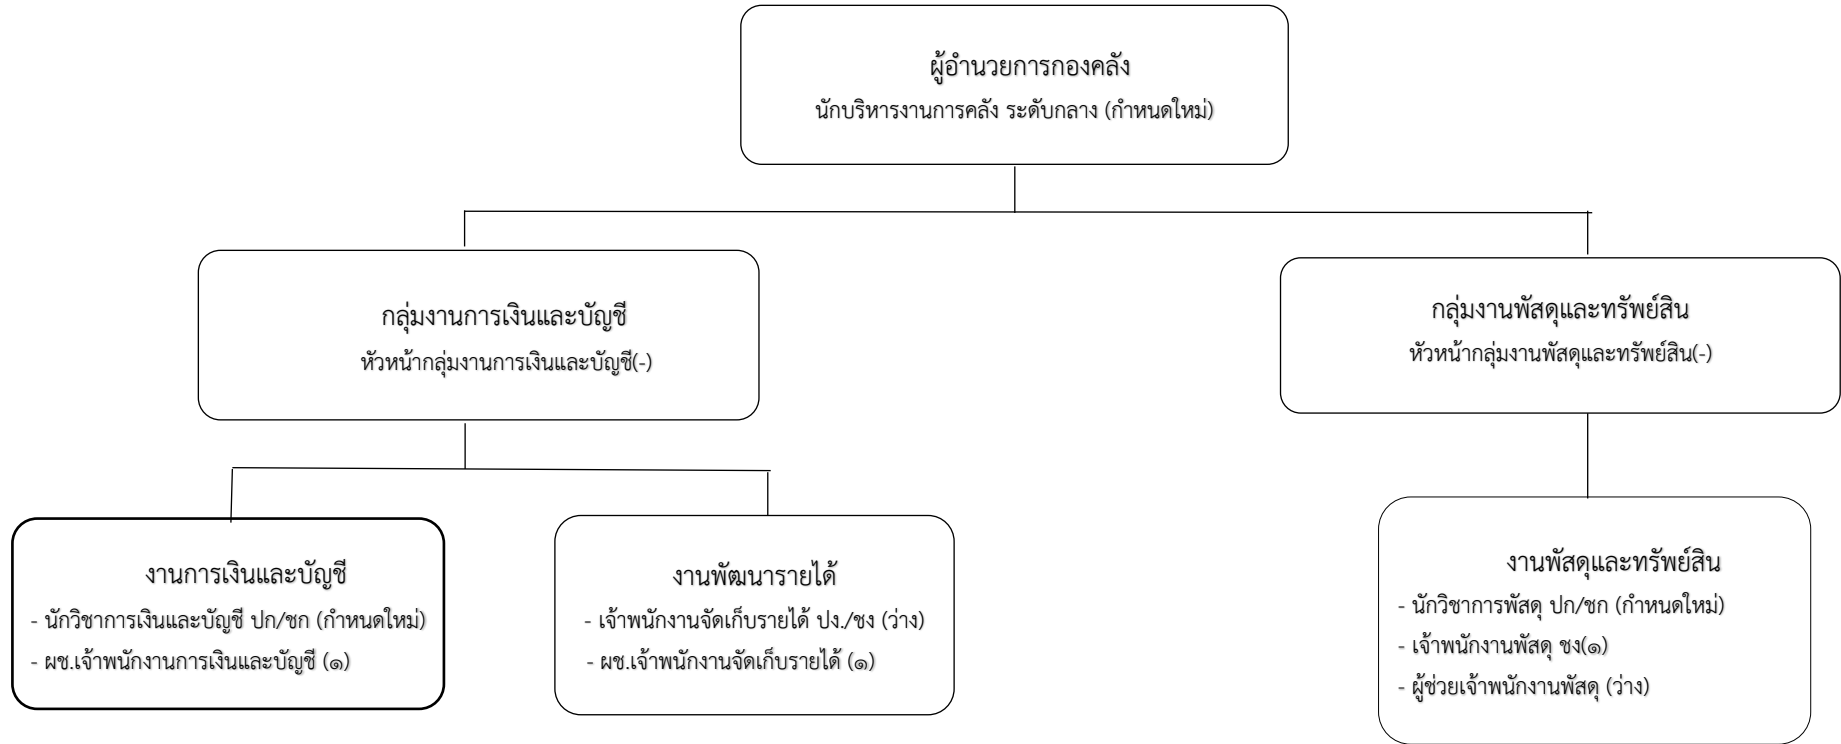 ผู้อำนวยการกองคลัง
นักบริหารงานการคลัง ระดับกลาง (กำหนดใหม่)
กลุ่มงานการเงินและบัญชี
หัวหน้ากลุ่มงานการเงินและบัญชี(-)
กลุ่มงานพัสดุและทรัพย์สิน
หัวหน้ากลุ่มงานพัสดุและทรัพย์สิน(-)
งานการเงินและบัญชี
- นักวิชาการเงินและบัญชี ปก/ชก (กำหนดใหม่)
- ผช.เจ้าพนักงานการเงินและบัญชี (๑)
งานพัฒนารายได้
- เจ้าพนักงานจัดเก็บรายได้ ปง./ชง (ว่าง)
- ผช.เจ้าพนักงานจัดเก็บรายได้ (๑)
งานพัสดุและทรัพย์สิน
- นักวิชาการพัสดุ ปก/ชก (กำหนดใหม่)
- เจ้าพนักงานพัสดุ ชง(๑)
- ผู้ช่วยเจ้าพนักงานพัสดุ (ว่าง)